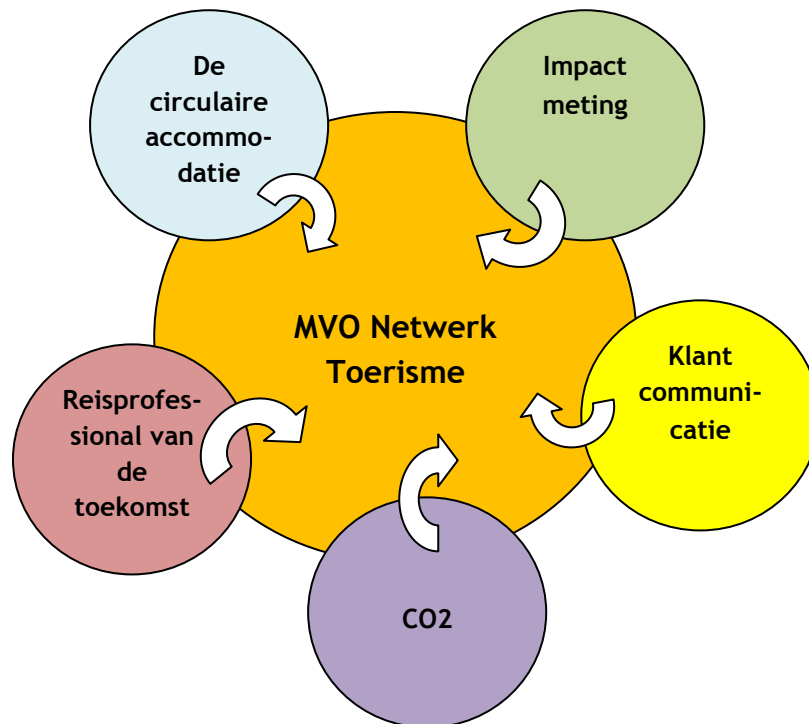 De
circulaire
accommo-
datie
Impact
meting
MVO Netwerk
Toerisme
Klant
communi-
catie
Reisprofes-
sional van
de
toekomst
CO2